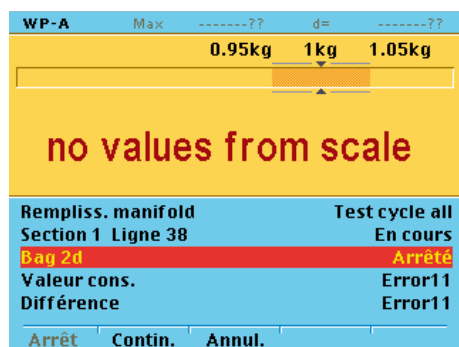 WP-A Max -------?? d= -------??
0.95kg 1kg 1.05kg
no values from scale
Rempliss. manifold Test cycle all
Section 1 Ligne 38 En cours
Bag 2d Arrêté
Valeur cons. Error11
Différence Error11
Arrêt Contin. Annul.